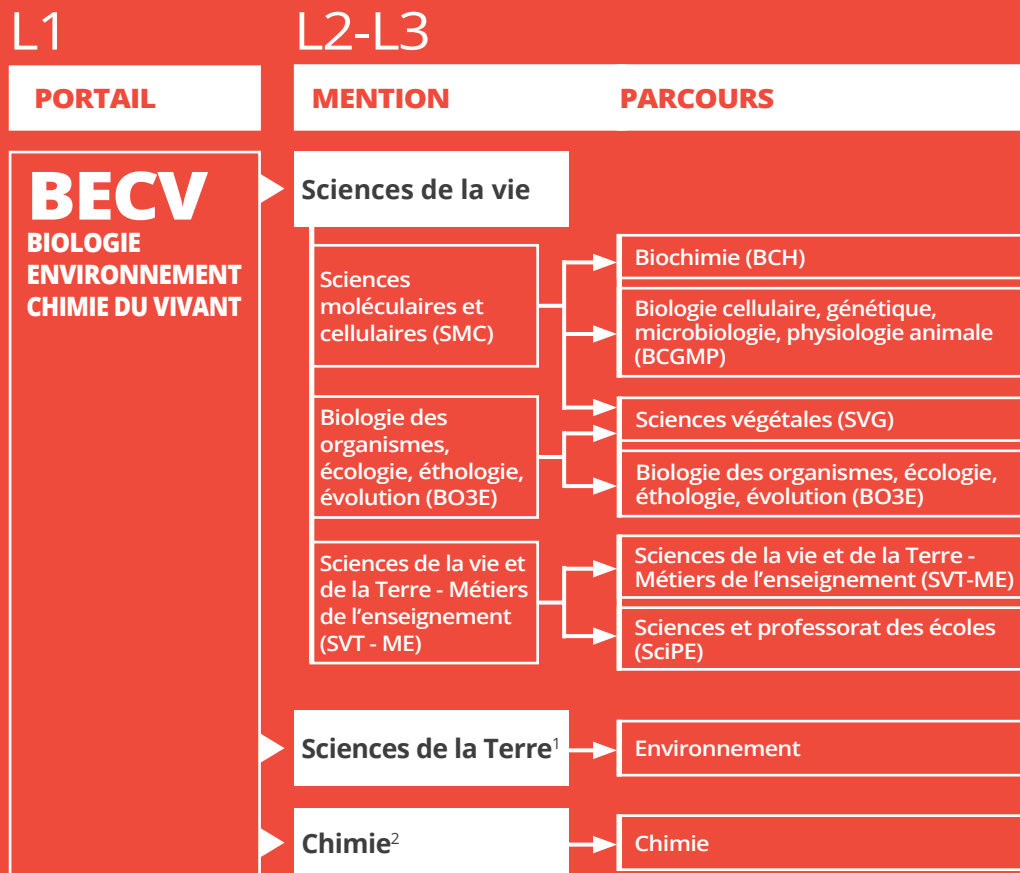 L1
L2-L3
PORTAIL
MENTION
PARCOURS
BECV
BIOLOGIE
ENVIRONNEMENT
CHIMIE DU VIVANT
Sciences de la vie
Sciences
moléculaires et
cellulaires (SMC)
Biochimie (BCH)
Biologie cellulaire, génétique,
microbiologie, physiologie animale
(BCGMP)
Biologie des
organismes,
écologie, éthologie,
évolution (BO3E)
Sciences végétales (SVG)
Biologie des organismes, écologie,
éthologie, évolution (BO3E)
Sciences de la vie et
de la Terre - Métiers
de l’enseignement
(SVT - ME)
Sciences de la vie et de la Terre -
Métiers de l’enseignement (SVT-ME)
Sciences et professorat des écoles
(SciPE)
Sciences de la Terre¹
Environnement
Chimie²
Chimie